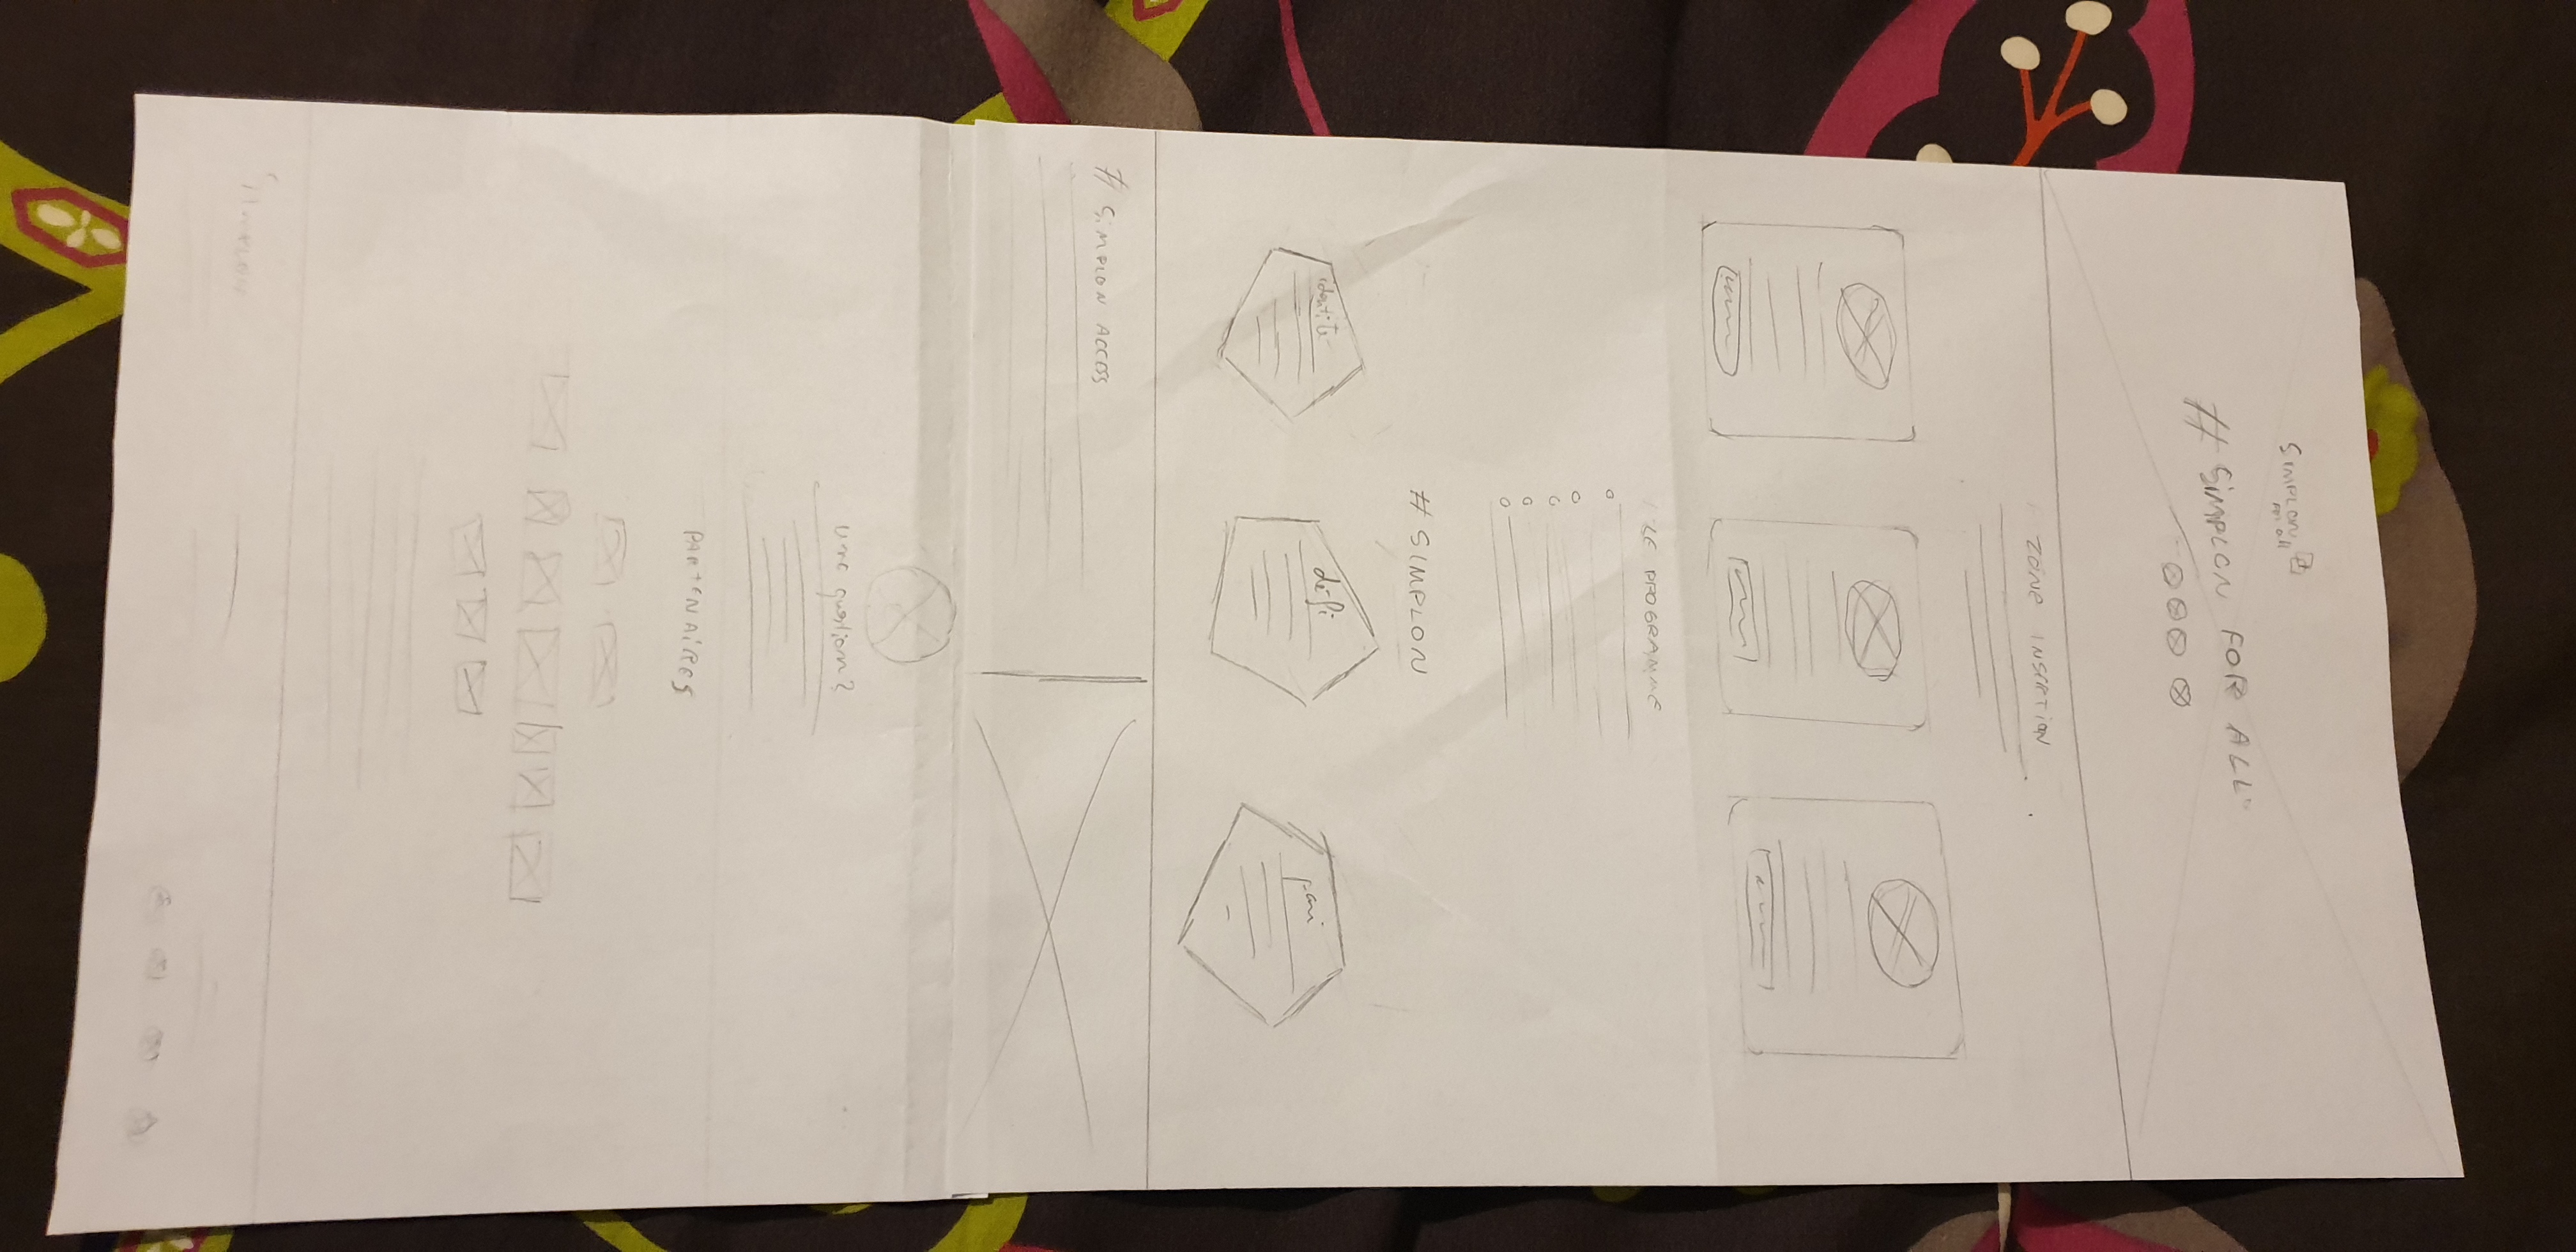 SIMPLON
FOR all
# SIMPLON FOR ALL
ZONE INSERTION
LE PROGRAMME
# SIMPLON
identité
défi
pari
# SIMPLON ACCESS
une question ?
PARTENAIRES
SIMPLON